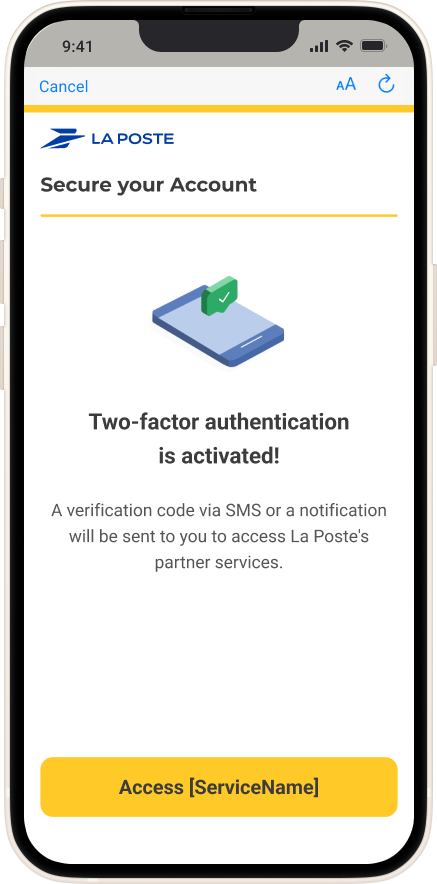 9:41
Cancel
AA
LA POSTE
Secure your Account
Two-factor authentication
is activated!
A verification code via SMS or a notification
will be sent to you to access La Poste's
partner services.
Access [ServiceName]